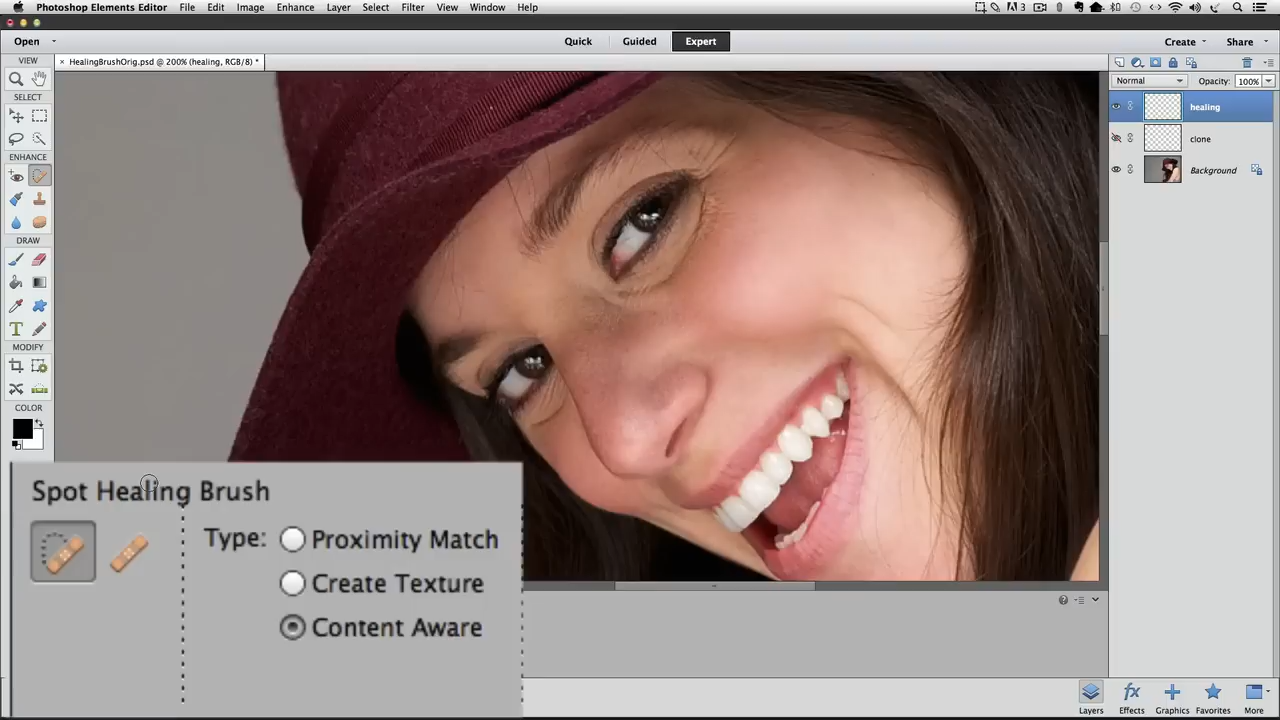 Photoshop Elements Editor File Edit Image Enhance Layer Select Filter View Window Help
Open Quick Guided Expert Create Share
× HealingBrushOrig.psd @ 200% (healing, RGB/8) *
VIEW
SELECT
ENHANCE
DRAW
T
MODIFY
COLOR
Normal Opacity: 100%
healing
clone
Background
Spot Healing Brush
Type: Proximity Match
Create Texture
Content Aware
fx
Layers Effects Graphics Favorites More